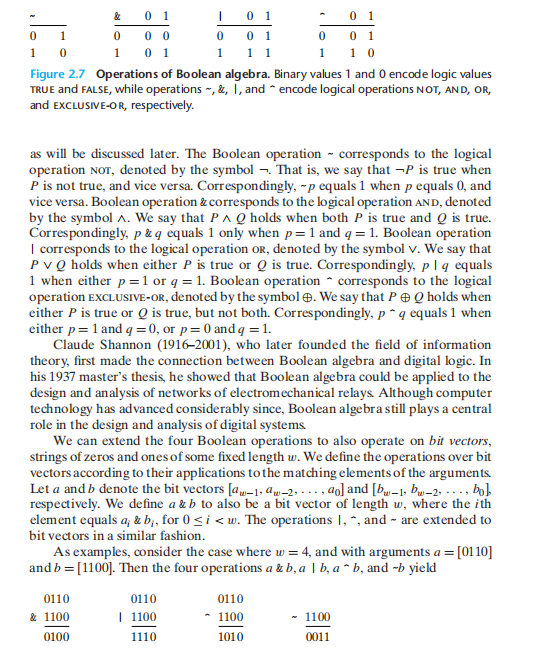 ~ & 0 1 | 0 1 ^ 0 1
0 1 0 0 0 0 0 1 0 0 1
1 0 1 0 1 1 1 1 1 1 0
Figure 2.7 Operations of Boolean algebra. Binary values 1 and 0 encode logic values
TRUE and FALSE, while operations ~, &, |, and ^ encode logical operations NOT, AND, OR,
and EXCLUSIVE-OR, respectively.
as will be discussed later. The Boolean operation ~ corresponds to the logical
operation NOT, denoted by the symbol ¬. That is, we say that ¬P is true when
P is not true, and vice versa. Correspondingly, ~p equals 1 when p equals 0, and
vice versa. Boolean operation & corresponds to the logical operation AND, denoted
by the symbol ∧. We say that P ∧ Q holds when both P is true and Q is true.
Correspondingly, p & q equals 1 only when p = 1 and q = 1. Boolean operation
| corresponds to the logical operation OR, denoted by the symbol ∨. We say that
P ∨ Q holds when either P is true or Q is true. Correspondingly, p | q equals
1 when either p = 1 or q = 1. Boolean operation ^ corresponds to the logical
operation EXCLUSIVE-OR, denoted by the symbol ⊕. We say that P ⊕ Q holds when
either P is true or Q is true, but not both. Correspondingly, p ^ q equals 1 when
either p = 1 and q = 0, or p = 0 and q = 1.
Claude Shannon (1916–2001), who later founded the field of information
theory, first made the connection between Boolean algebra and digital logic. In
his 1937 master's thesis, he showed that Boolean algebra could be applied to the
design and analysis of networks of electromechanical relays. Although computer
technology has advanced considerably since, Boolean algebra still plays a central
role in the design and analysis of digital systems.
We can extend the four Boolean operations to also operate on bit vectors,
strings of zeros and ones of some fixed length w. We define the operations over bit
vectors according to their applications to the matching elements of the arguments.
Let a and b denote the bit vectors [a_{w−1}, a_{w−2}, . . . , a_0] and [b_{w−1}, b_{w−2}, . . . , b_0],
respectively. We define a & b to also be a bit vector of length w, where the ith
element equals a_i & b_i, for 0 ≤ i < w. The operations |, ^, and ~ are extended to
bit vectors in a similar fashion.
As examples, consider the case where w = 4, and with arguments a = [0110]
and b = [1100]. Then the four operations a & b, a | b, a ^ b, and ~b yield
0110 0110 0110
& 1100 | 1100 ^ 1100 ~ 1100
0100 1110 1010 0011